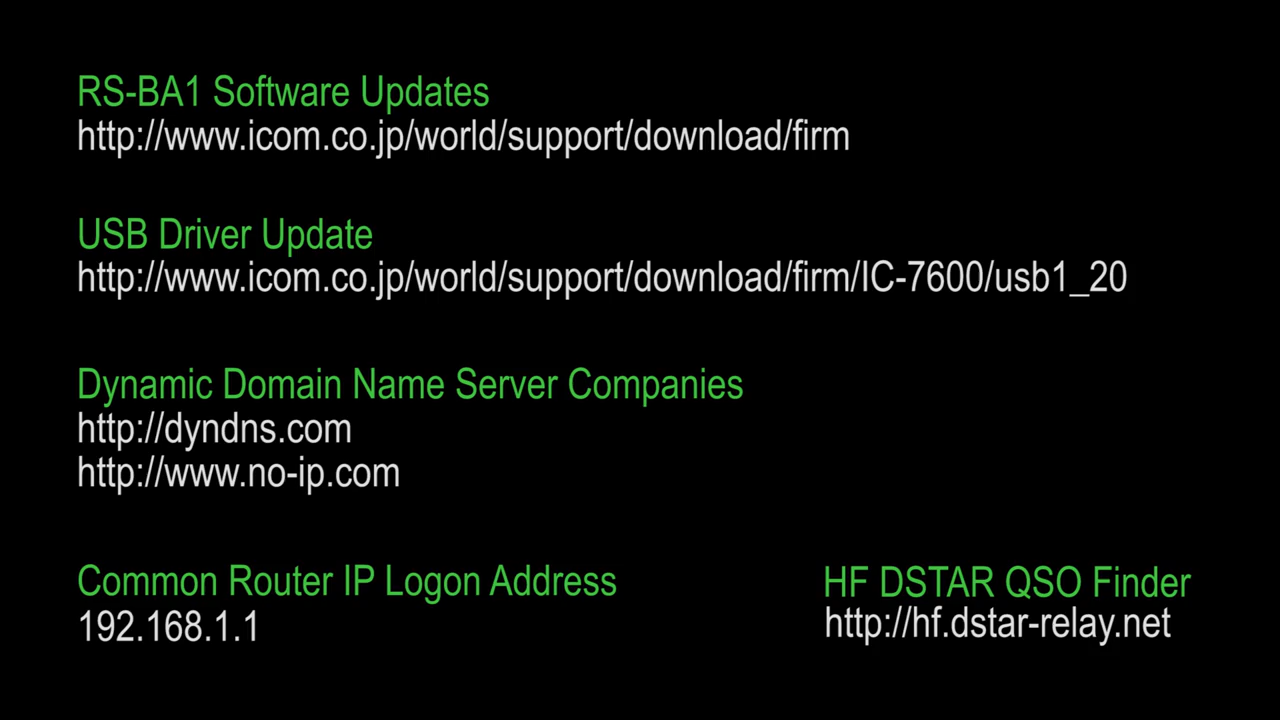 RS-BA1 Software Updates
http://www.icom.co.jp/world/support/download/firm
USB Driver Update
http://www.icom.co.jp/world/support/download/firm/IC-7600/usb1_20
Dynamic Domain Name Server Companies
http://dyndns.com
http://www.no-ip.com
Common Router IP Logon Address
192.168.1.1
HF DSTAR QSO Finder
http://hf.dstar-relay.net